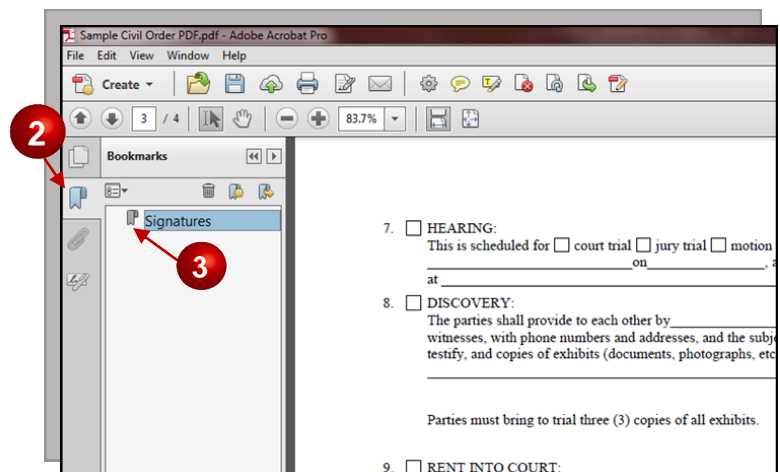 Sample Civil Order PDF.pdf - Adobe Acrobat Pro
File Edit View Window Help
Create
3 / 4 83.7%
2
Bookmarks
Signatures
3
7. HEARING:
This is scheduled for court trial jury trial motion
on , a
at
8. DISCOVERY:
The parties shall provide to each other by
witnesses, with phone numbers and addresses, and the subje
testify, and copies of exhibits (documents, photographs, etc
Parties must bring to trial three (3) copies of all exhibits.
9. RENT INTO COURT: